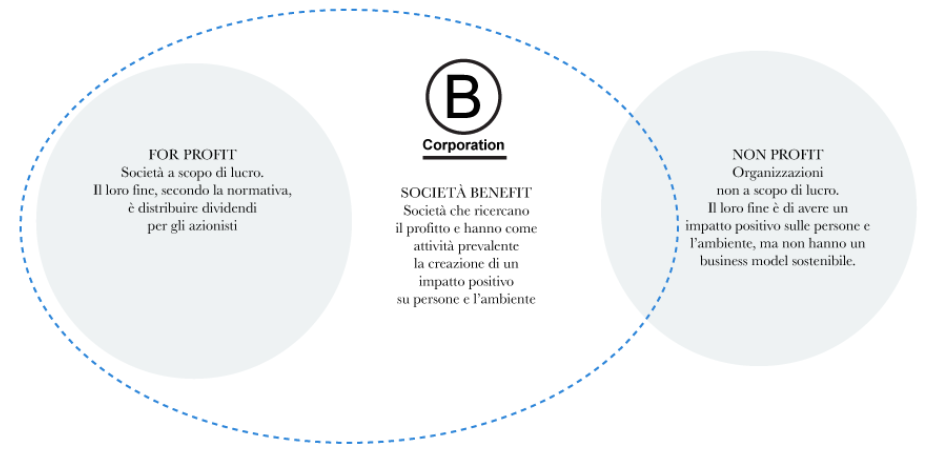 FOR PROFIT
Società a scopo di lucro.
Il loro fine, secondo la normativa,
è distribuire dividendi
per gli azionisti
B
Corporation
SOCIETÀ BENEFIT
Società che ricercano
il profitto e hanno come
attività prevalente
la creazione di un
impatto positivo
su persone e l'ambiente
NON PROFIT
Organizzazioni
non a scopo di lucro.
Il loro fine è di avere un
impatto positivo sulle persone e
l'ambiente, ma non hanno un
business model sostenibile.